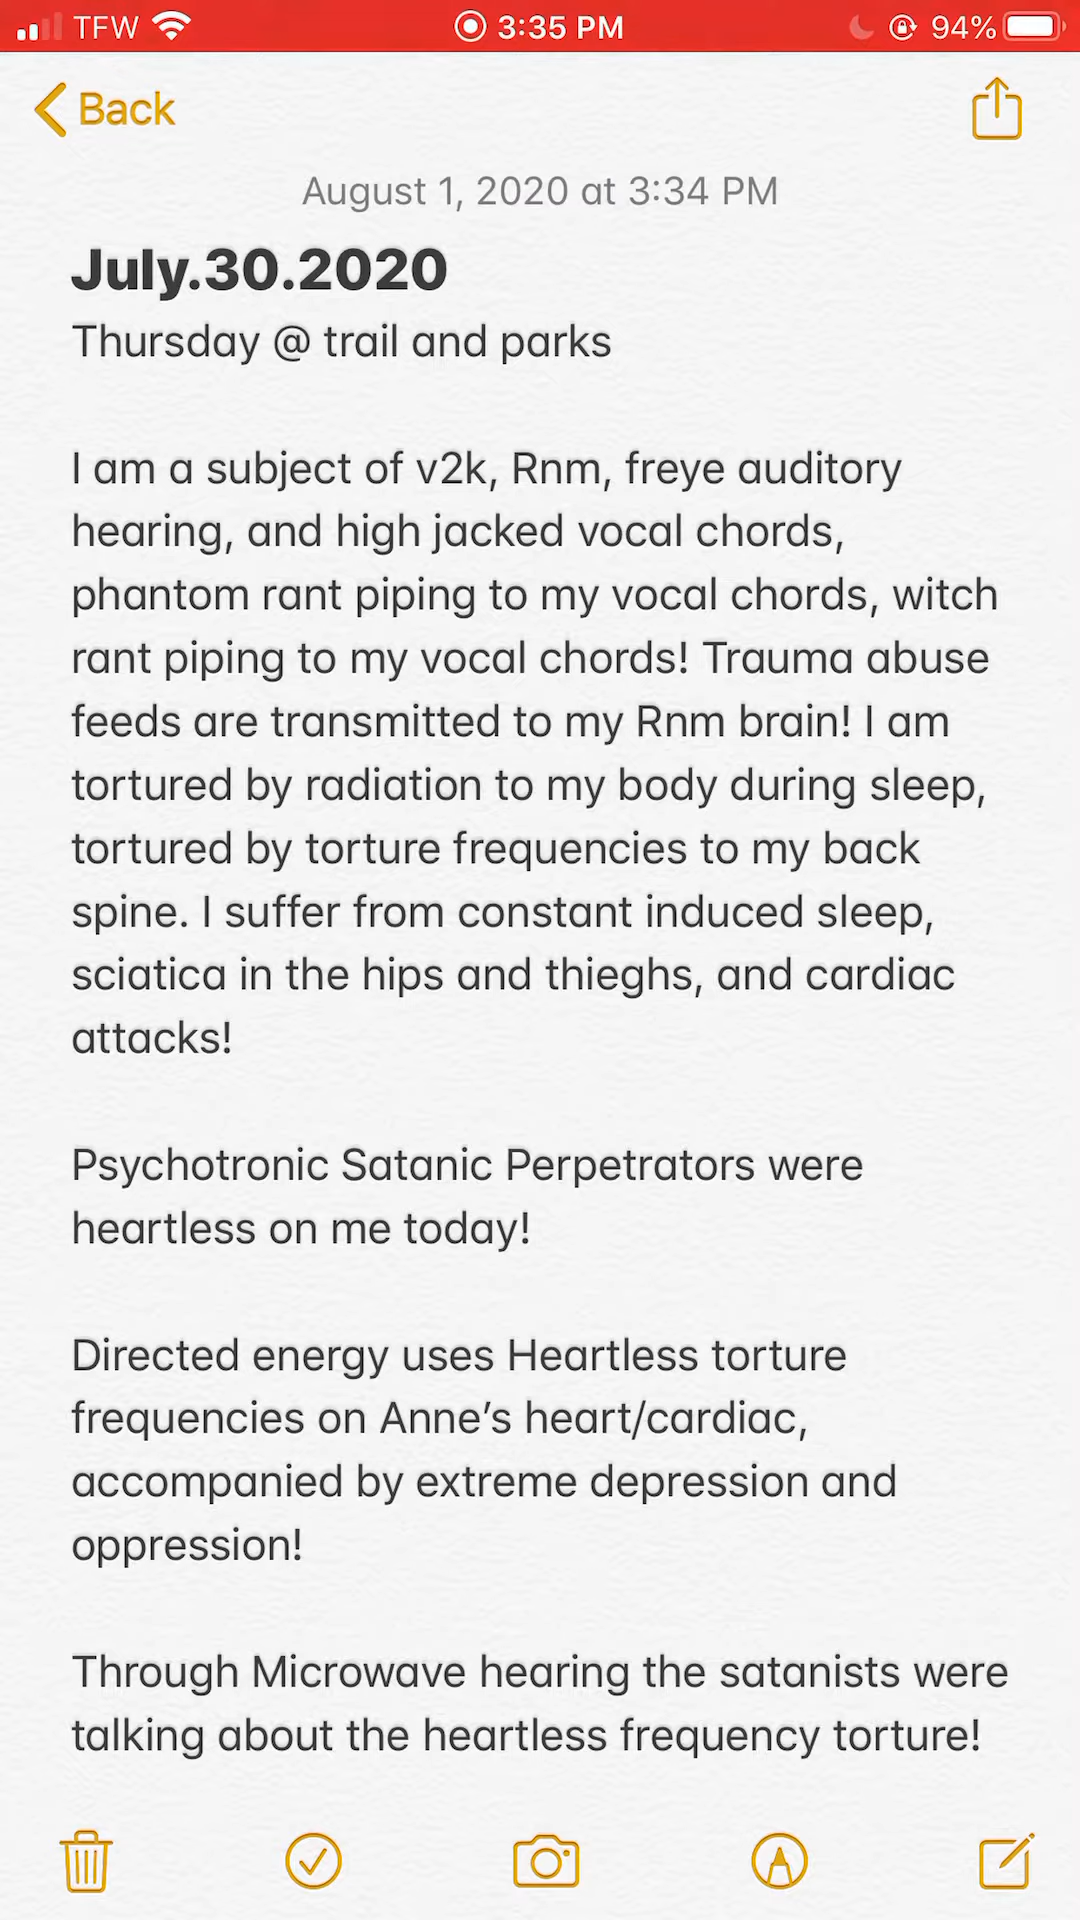 TFW 3:35 PM 94%
Back
August 1, 2020 at 3:34 PM
July.30.2020
Thursday @ trail and parks
I am a subject of v2k, Rnm, freye auditory
hearing, and high jacked vocal chords,
phantom rant piping to my vocal chords, witch
rant piping to my vocal chords! Trauma abuse
feeds are transmitted to my Rnm brain! I am
tortured by radiation to my body during sleep,
tortured by torture frequencies to my back
spine. I suffer from constant induced sleep,
sciatica in the hips and thieghs, and cardiac
attacks!
Psychotronic Satanic Perpetrators were
heartless on me today!
Directed energy uses Heartless torture
frequencies on Anne’s heart/cardiac,
accompanied by extreme depression and
oppression!
Through Microwave hearing the satanists were
talking about the heartless frequency torture!